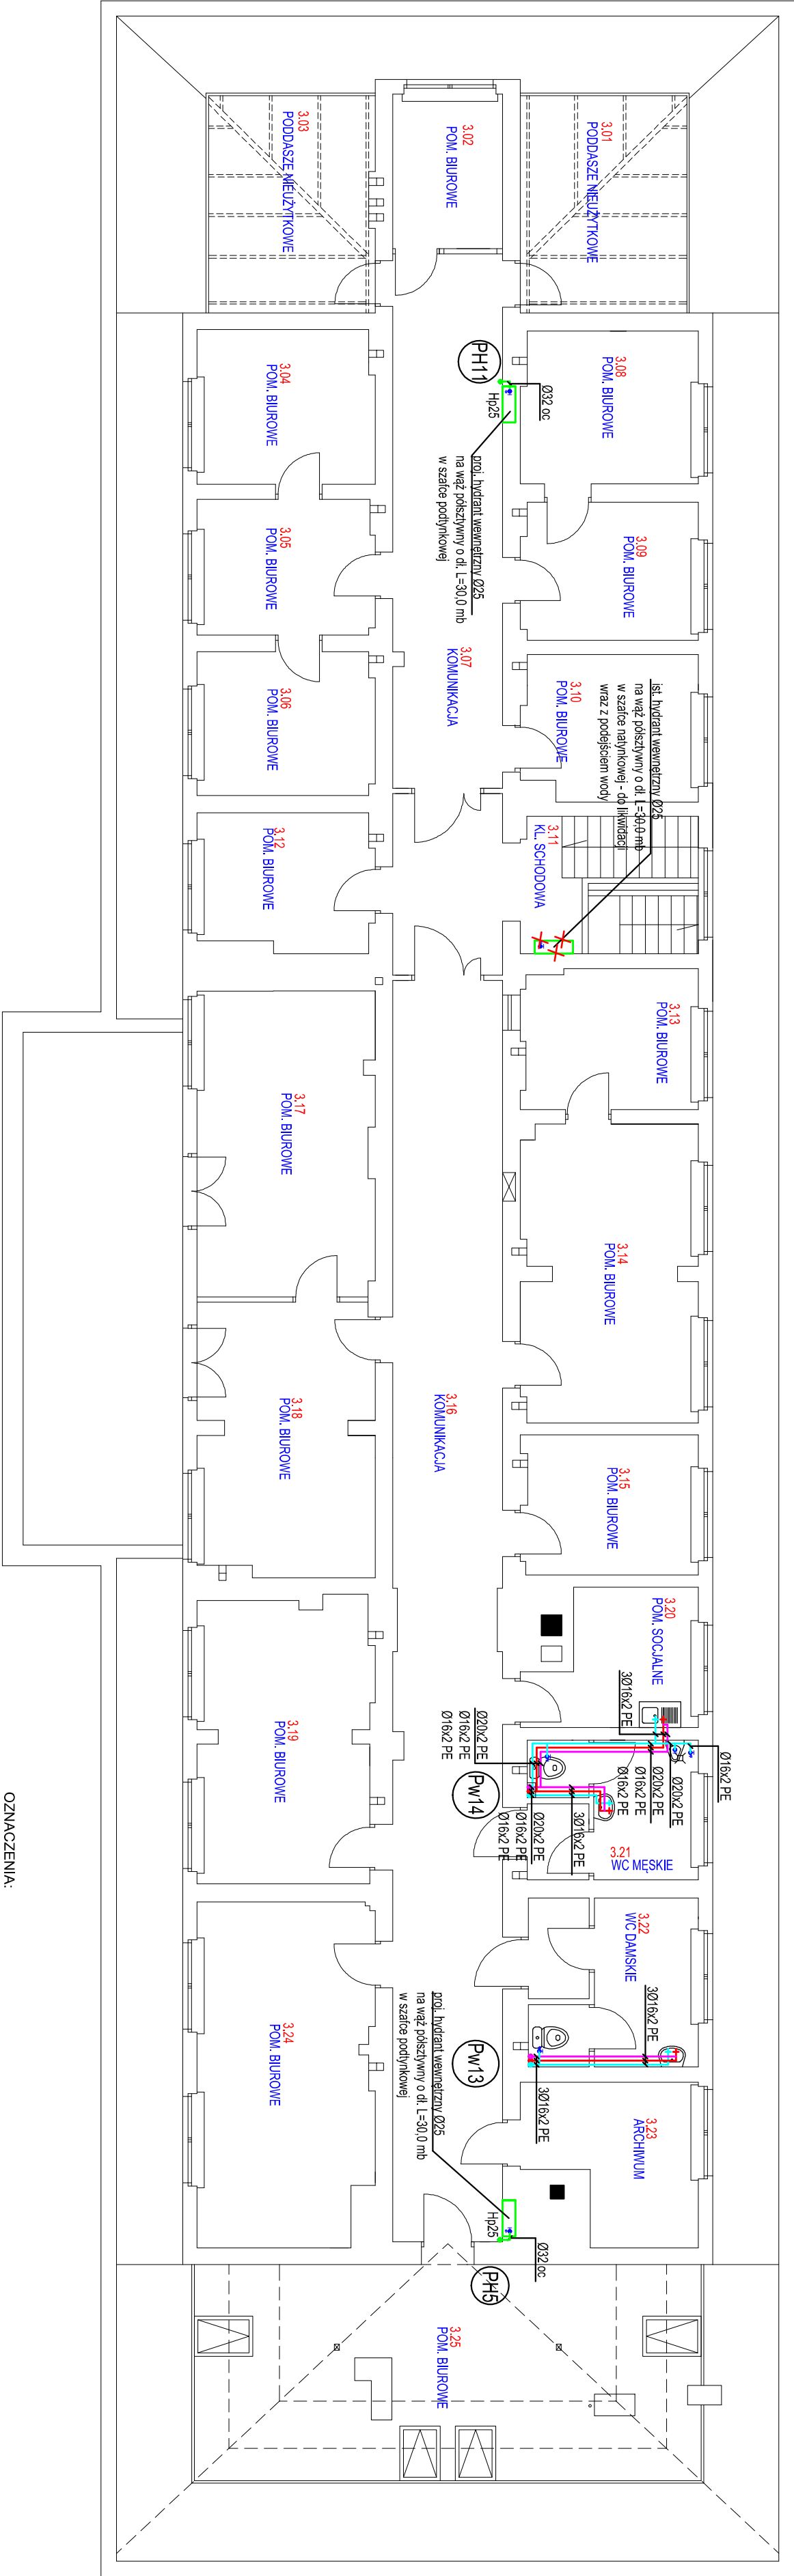 3.01
PODDASZE NIEUŻYTKOWE
3.02
POM. BIUROWE
3.03
PODDASZE NIEUŻYTKOWE
3.08
POM. BIUROWE
PH11
Ø32 oc
Hp25
proj. hydrant wewnętrzny Ø25
na wąż półsztywny o dł. L=30,0 mb
w szafce podtynkowej
3.04
POM. BIUROWE
3.09
POM. BIUROWE
3.05
POM. BIUROWE
3.07
KOMUNIKACJA
3.10
POM. BIUROWE
3.06
POM. BIUROWE
ist. hydrant wewnętrzny Ø25
na wąż półsztywny o dł. L=30,0 mb
w szafce natynkowej - do likwidacji
wraz z podejściem wody
3.11
KL. SCHODOWA
3.12
POM. BIUROWE
3.13
POM. BIUROWE
3.17
POM. BIUROWE
3.14
POM. BIUROWE
3.16
KOMUNIKACJA
3.18
POM. BIUROWE
3.15
POM. BIUROWE
3.20
POM. SOCJALNE
3Ø16x2 PE
Ø16x2 PE
Ø20x2 PE
Ø20x2 PE
Ø16x2 PE
Ø16x2 PE
Ø20x2 PE
Ø16x2 PE
Ø16x2 PE
Pw14
3Ø16x2 PE
Ø20x2 PE
Ø16x2 PE
Ø16x2 PE
3.21
WC MĘSKIE
3.19
POM. BIUROWE
3.22
WC DAMSKIE
3Ø16x2 PE
Pw13
3Ø16x2 PE
3.23
ARCHIWUM
3.24
POM. BIUROWE
proj. hydrant wewnętrzny Ø25
na wąż półsztywny o dł. L=30,0 mb
w szafce podtynkowej
Hp25
Ø32 oc
PH5
3.25
POM. BIUROWE
OZNACZENIA: